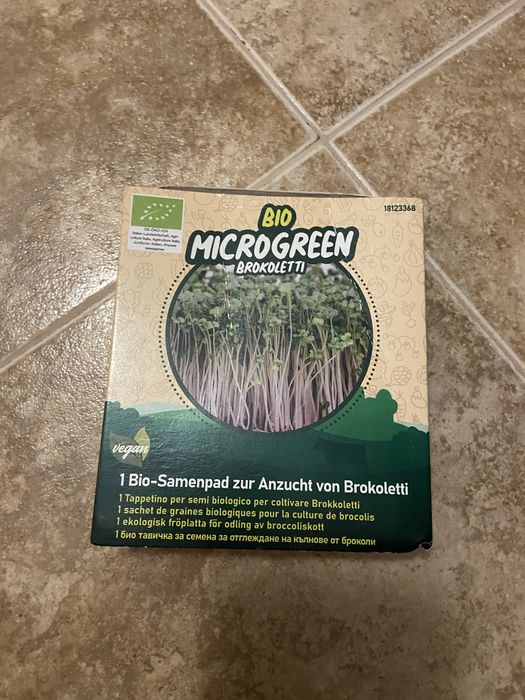 BIO
18123368
MICROGREEN
BROKOLETTI
vegan
1 Bio-Samenpad zur Anzucht von Brokoletti
1 Tappetino per semi biologico per coltivare Brokkoletti
1 sachet de graines biologiques pour la culture de brocolis
1 ekologisk fröplatta för odling av broccoliskott
1 био тавичка за семена за отглеждане на кълнове от броколи